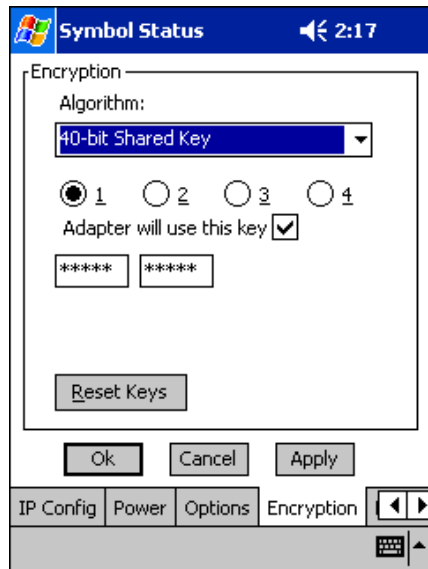 Symbol Status 2:17
Encryption
Algorithm:
40-bit Shared Key
1 2 3 4
Adapter will use this key
***** *****
Reset Keys
Ok Cancel Apply
IP Config Power Options Encryption